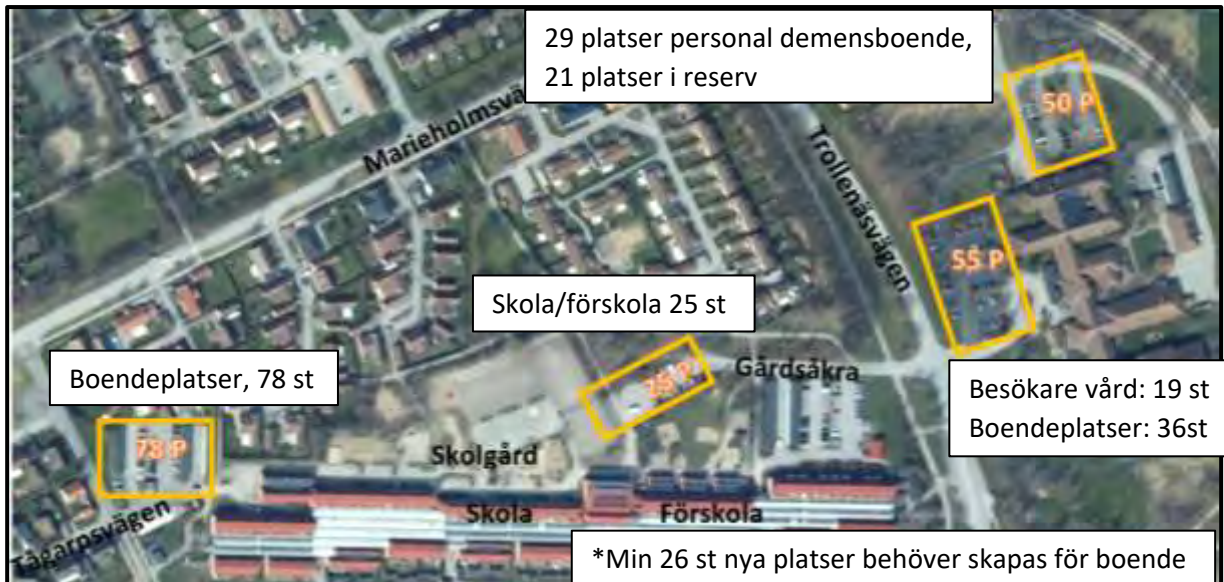 29 platser personal demensboende,
21 platser i reserv
50 P
Marieholmsvä
Trollenäsvägen
55 P
Skola/förskola 25 st
25 P
Gårdsåkra
Boendeplatser, 78 st
Besökare vård: 19 st
Boendeplatser: 36st
78 P
Skolgård
Skola
Förskola
Tågarpsvägen
*Min 26 st nya platser behöver skapas för boende